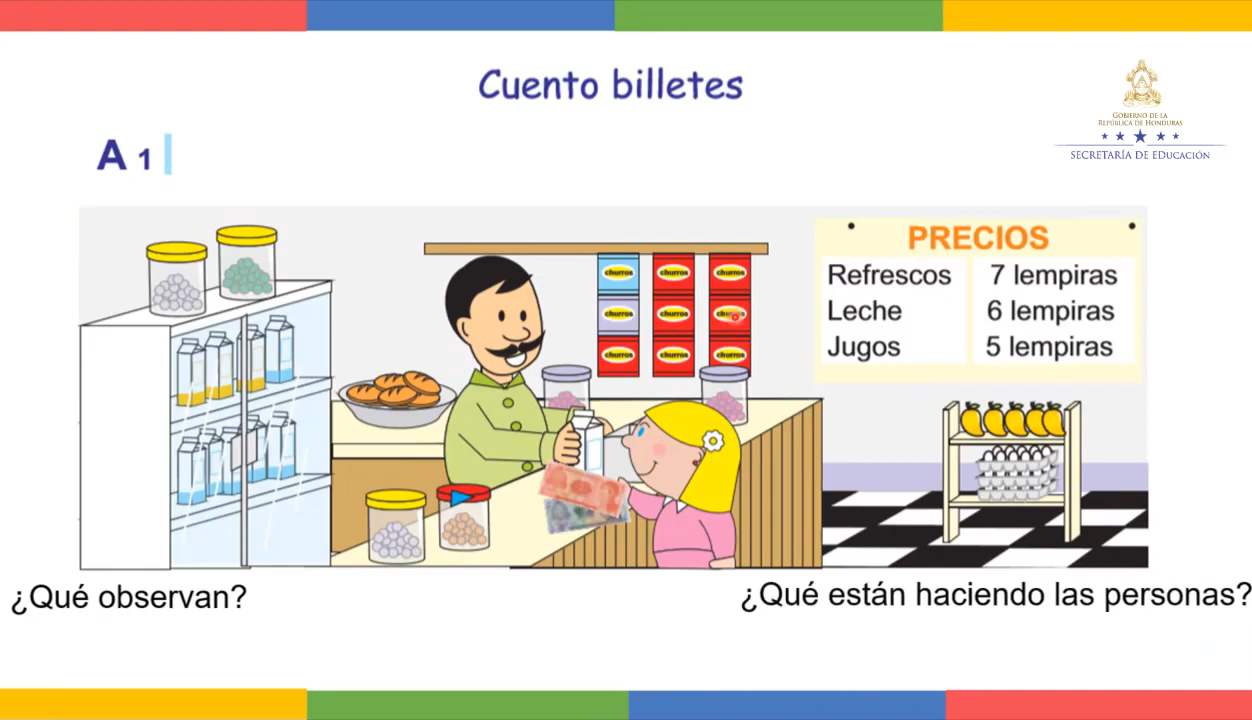 Cuento billetes
A 1
GOBIERNO DE LA
REPÚBLICA DE HONDURAS
SECRETARÍA DE EDUCACIÓN
PRECIOS
Refrescos 7 lempiras
Leche 6 lempiras
Jugos 5 lempiras
churros churros churros
churros churros churros
churros churros churros
¿Qué observan?
¿Qué están haciendo las personas?